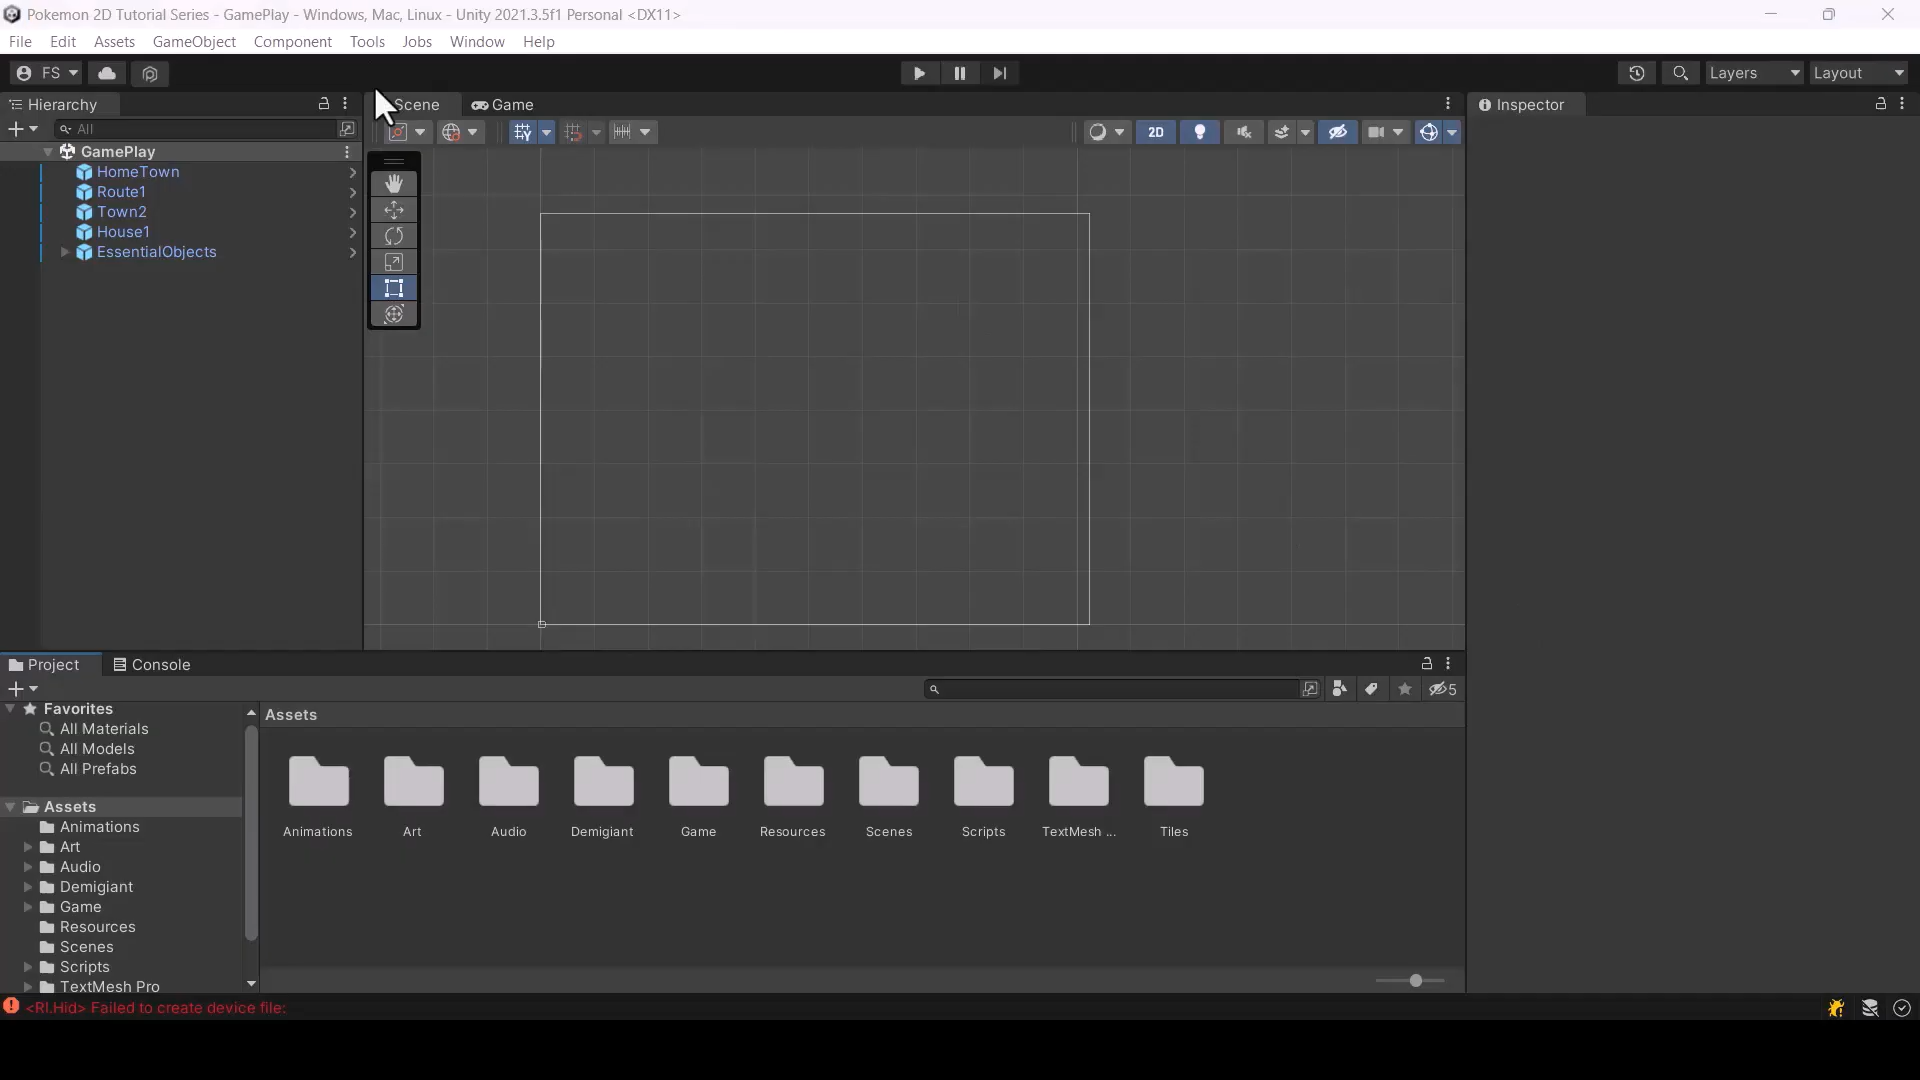 Pokemon 2D Tutorial Series - GamePlay - Windows, Mac, Linux - Unity 2021.3.5f1 Personal <DX11>
File Edit Assets GameObject Component Tools Jobs Window Help
FS Layers Layout
Hierarchy Scene Game Inspector
All 2D
GamePlay
HomeTown
Route1
Town2
House1
EssentialObjects
Project Console
5
Favorites
All Materials
All Models
All Prefabs
Assets
Animations
Art
Audio
Demigiant
Game
Resources
Scenes
Scripts
TextMesh Pro
Assets
Animations Art Audio Demigiant Game Resources Scenes Scripts TextMesh ... Tiles
<RI.Hid> Failed to create device file: